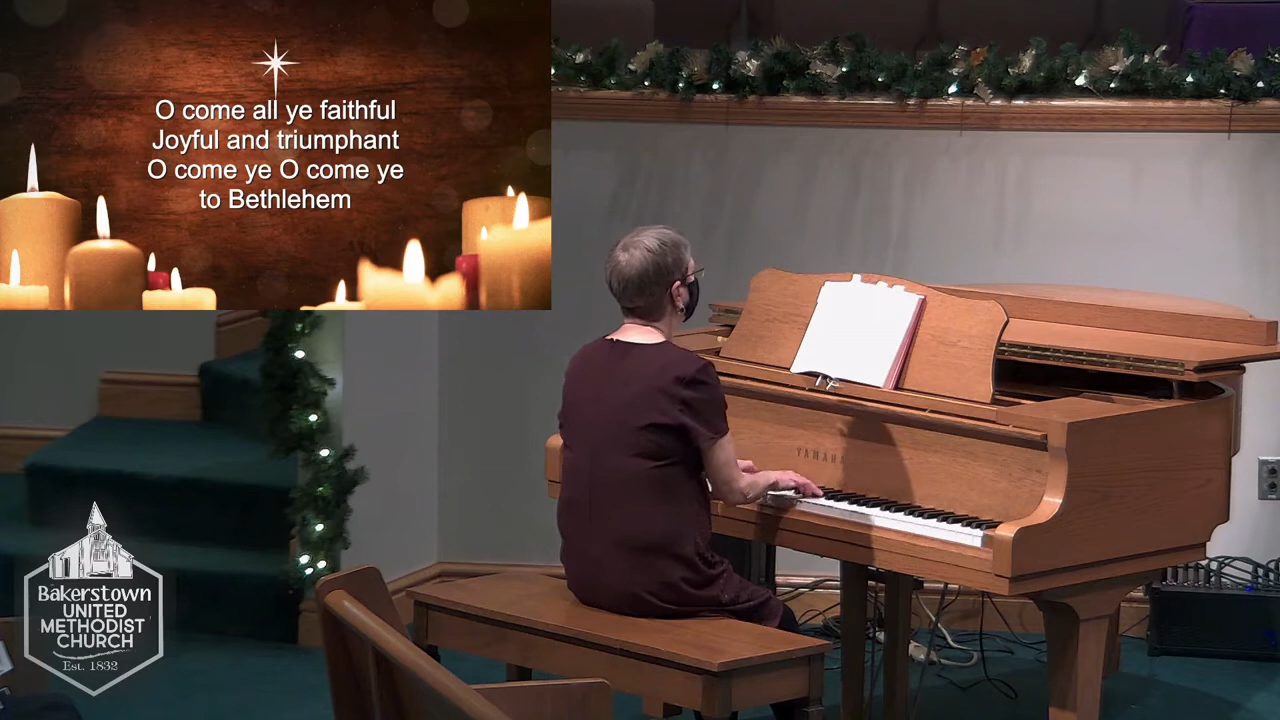 O come all ye faithful
Joyful and triumphant
O come ye O come ye
to Bethlehem
YAMAHA
Bakerstown
UNITED
METHODIST
CHURCH
Est. 1832